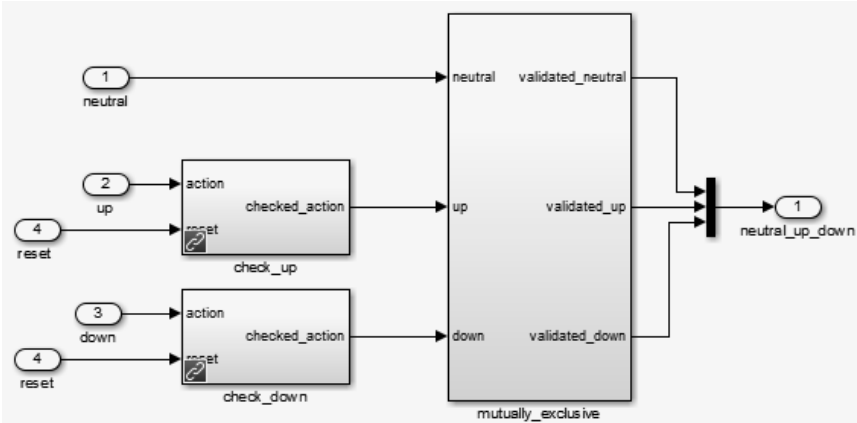 1
neutral
neutral
validated_neutral
2
up
action
checked_action
4
reset
reset
check_up
up
validated_up
1
neutral_up_down
3
down
action
checked_action
4
reset
reset
check_down
down
validated_down
mutually_exclusive